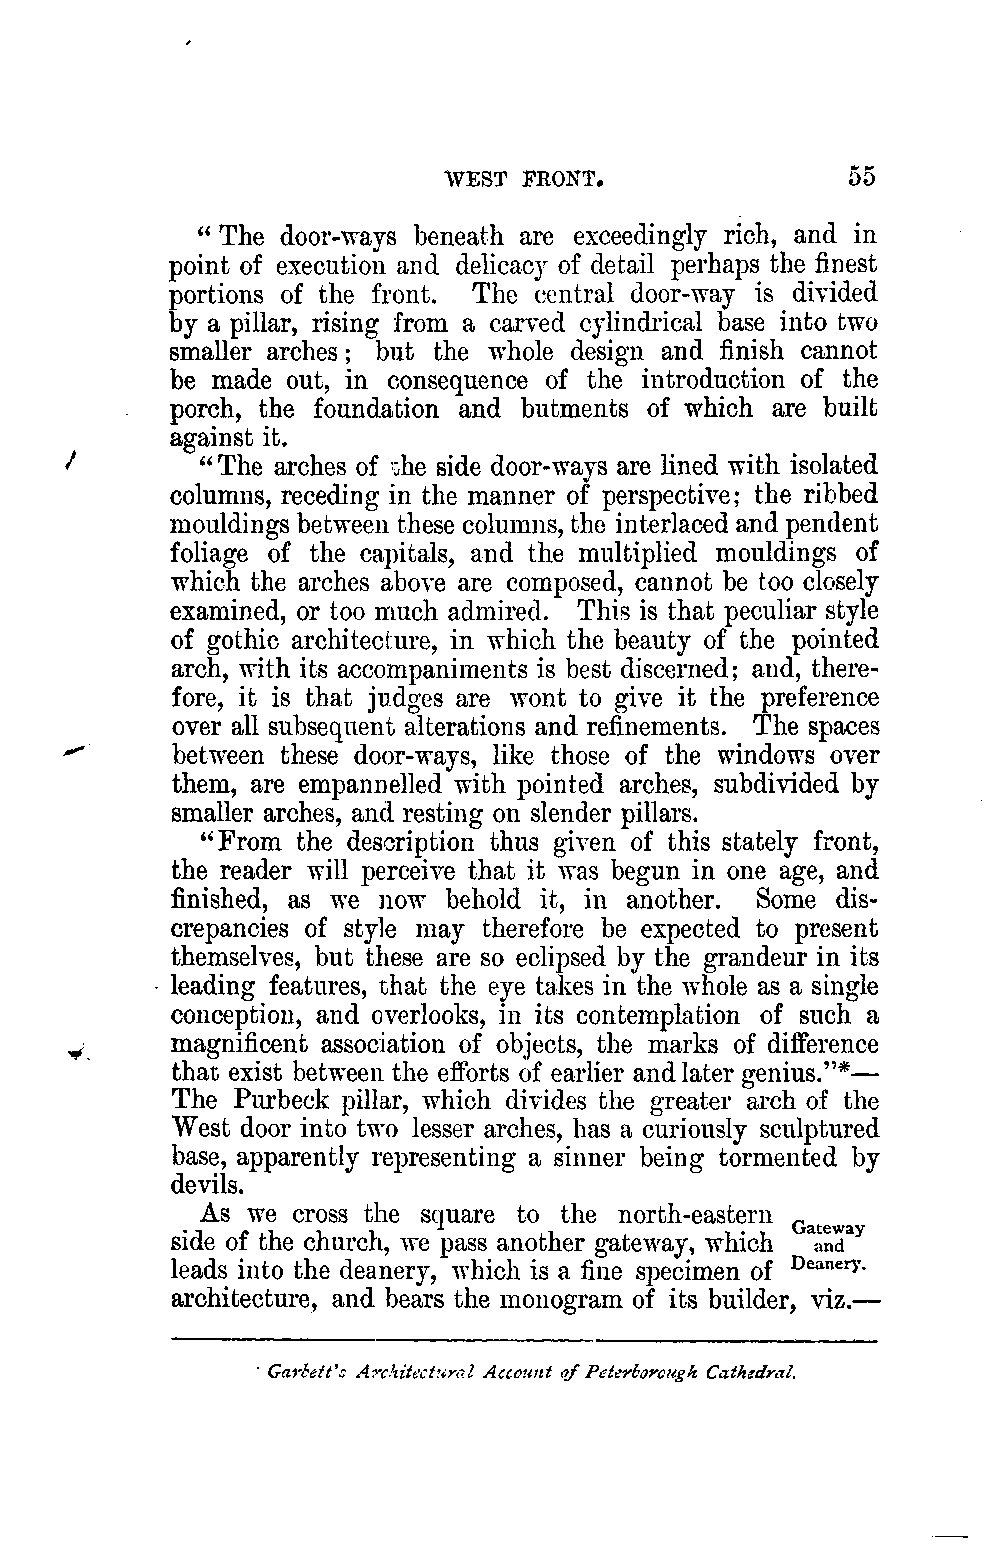 WEST FRONT. 55
“ The door-ways beneath are exceedingly rich, and in
point of execution and delicacy of detail perhaps the finest
portions of the front. The central door-way is divided
by a pillar, rising from a carved cylindrical base into two
smaller arches; but the whole design and finish cannot
be made out, in consequence of the introduction of the
porch, the foundation and butments of which are built
against it.
“The arches of the side door-ways are lined with isolated
columns, receding in the manner of perspective; the ribbed
mouldings between these columns, the interlaced and pendent
foliage of the capitals, and the multiplied mouldings of
which the arches above are composed, cannot be too closely
examined, or too much admired. This is that peculiar style
of gothic architecture, in which the beauty of the pointed
arch, with its accompaniments is best discerned; and, there-
fore, it is that judges are wont to give it the preference
over all subsequent alterations and refinements. The spaces
between these door-ways, like those of the windows over
them, are empannelled with pointed arches, subdivided by
smaller arches, and resting on slender pillars.
“From the description thus given of this stately front,
the reader will perceive that it was begun in one age, and
finished, as we now behold it, in another. Some dis-
crepancies of style may therefore be expected to present
themselves, but these are so eclipsed by the grandeur in its
leading features, that the eye takes in the whole as a single
conception, and overlooks, in its contemplation of such a
magnificent association of objects, the marks of difference
that exist between the efforts of earlier and later genius.”*—
The Purbeck pillar, which divides the greater arch of the
West door into two lesser arches, has a curiously sculptured
base, apparently representing a sinner being tormented by
devils.
As we cross the square to the north-eastern
side of the church, we pass another gateway, which
leads into the deanery, which is a fine specimen of
architecture, and bears the monogram of its builder, viz.—
Gateway
and
Deanery.
Garbett's Architectural Account of Peterborough Cathedral.